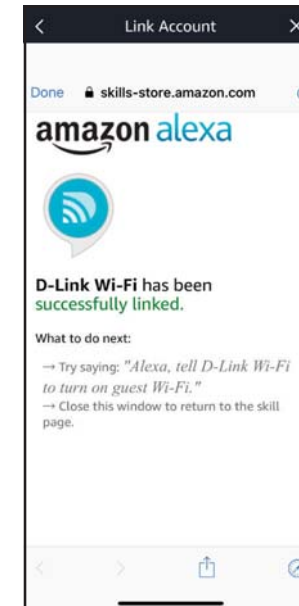 Link Account
Done skills-store.amazon.com
amazon alexa
D-Link Wi-Fi has been
successfully linked.
What to do next:
→ Try saying: "Alexa, tell D-Link Wi-Fi
to turn on guest Wi-Fi."
→ Close this window to return to the skill
page.